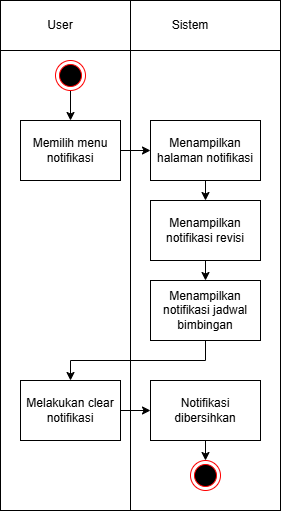 User
Sistem
Memilih menu
notifikasi
Menampilkan
halaman notifikasi
Menampilkan
notifikasi revisi
Menampilkan
notifikasi jadwal
bimbingan
Melakukan clear
notifikasi
Notifikasi
dibersihkan